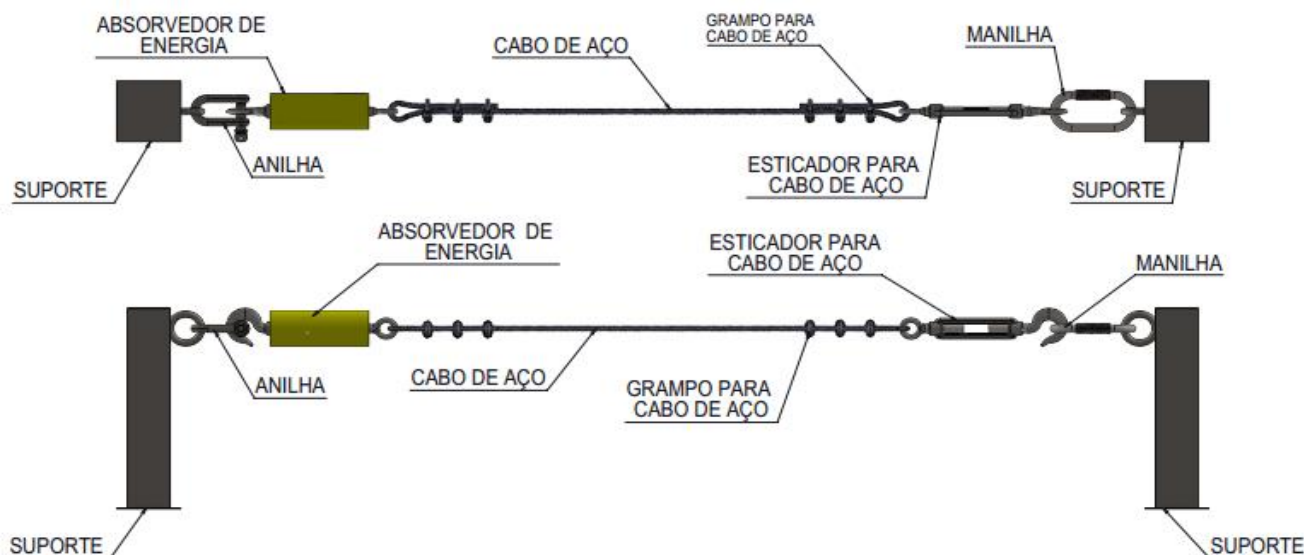 ABSORVEDOR DE
ENERGIA
CABO DE AÇO
GRAMPO PARA
CABO DE AÇO
MANILHA
ANILHA
SUPORTE
ESTICADOR PARA
CABO DE AÇO
SUPORTE
ABSORVEDOR DE
ENERGIA
ESTICADOR PARA
CABO DE AÇO
MANILHA
ANILHA
CABO DE AÇO
GRAMPO PARA
CABO DE AÇO
SUPORTE
SUPORTE